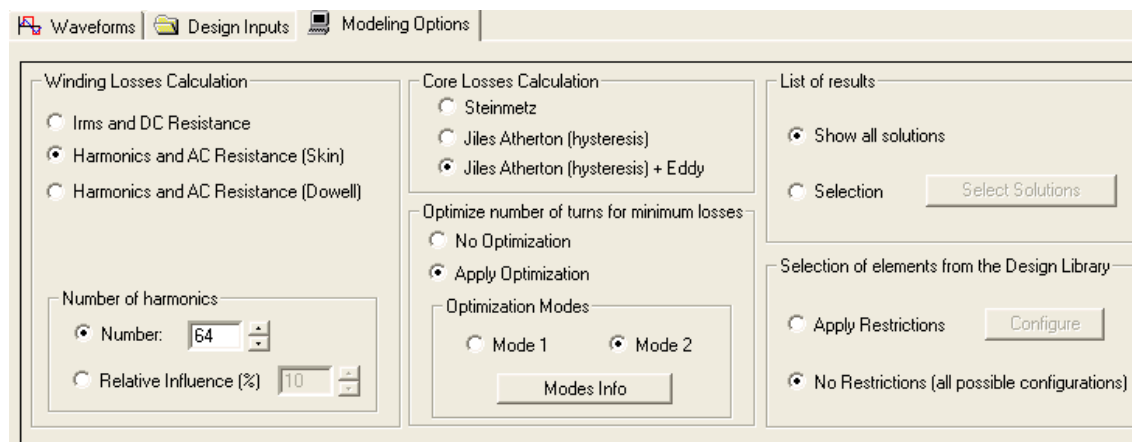 Waveforms
Design Inputs
Modeling Options
Winding Losses Calculation
Irms and DC Resistance
Harmonics and AC Resistance (Skin)
Harmonics and AC Resistance (Dowell)
Number of harmonics
Number: 64
Relative Influence (%) 10
Core Losses Calculation
Steinmetz
Jiles Atherton (hysteresis)
Jiles Atherton (hysteresis) + Eddy
Optimize number of turns for minimum losses
No Optimization
Apply Optimization
Optimization Modes
Mode 1 Mode 2
Modes Info
List of results
Show all solutions
Selection Select Solutions
Selection of elements from the Design Library
Apply Restrictions Configure
No Restrictions (all possible configurations)